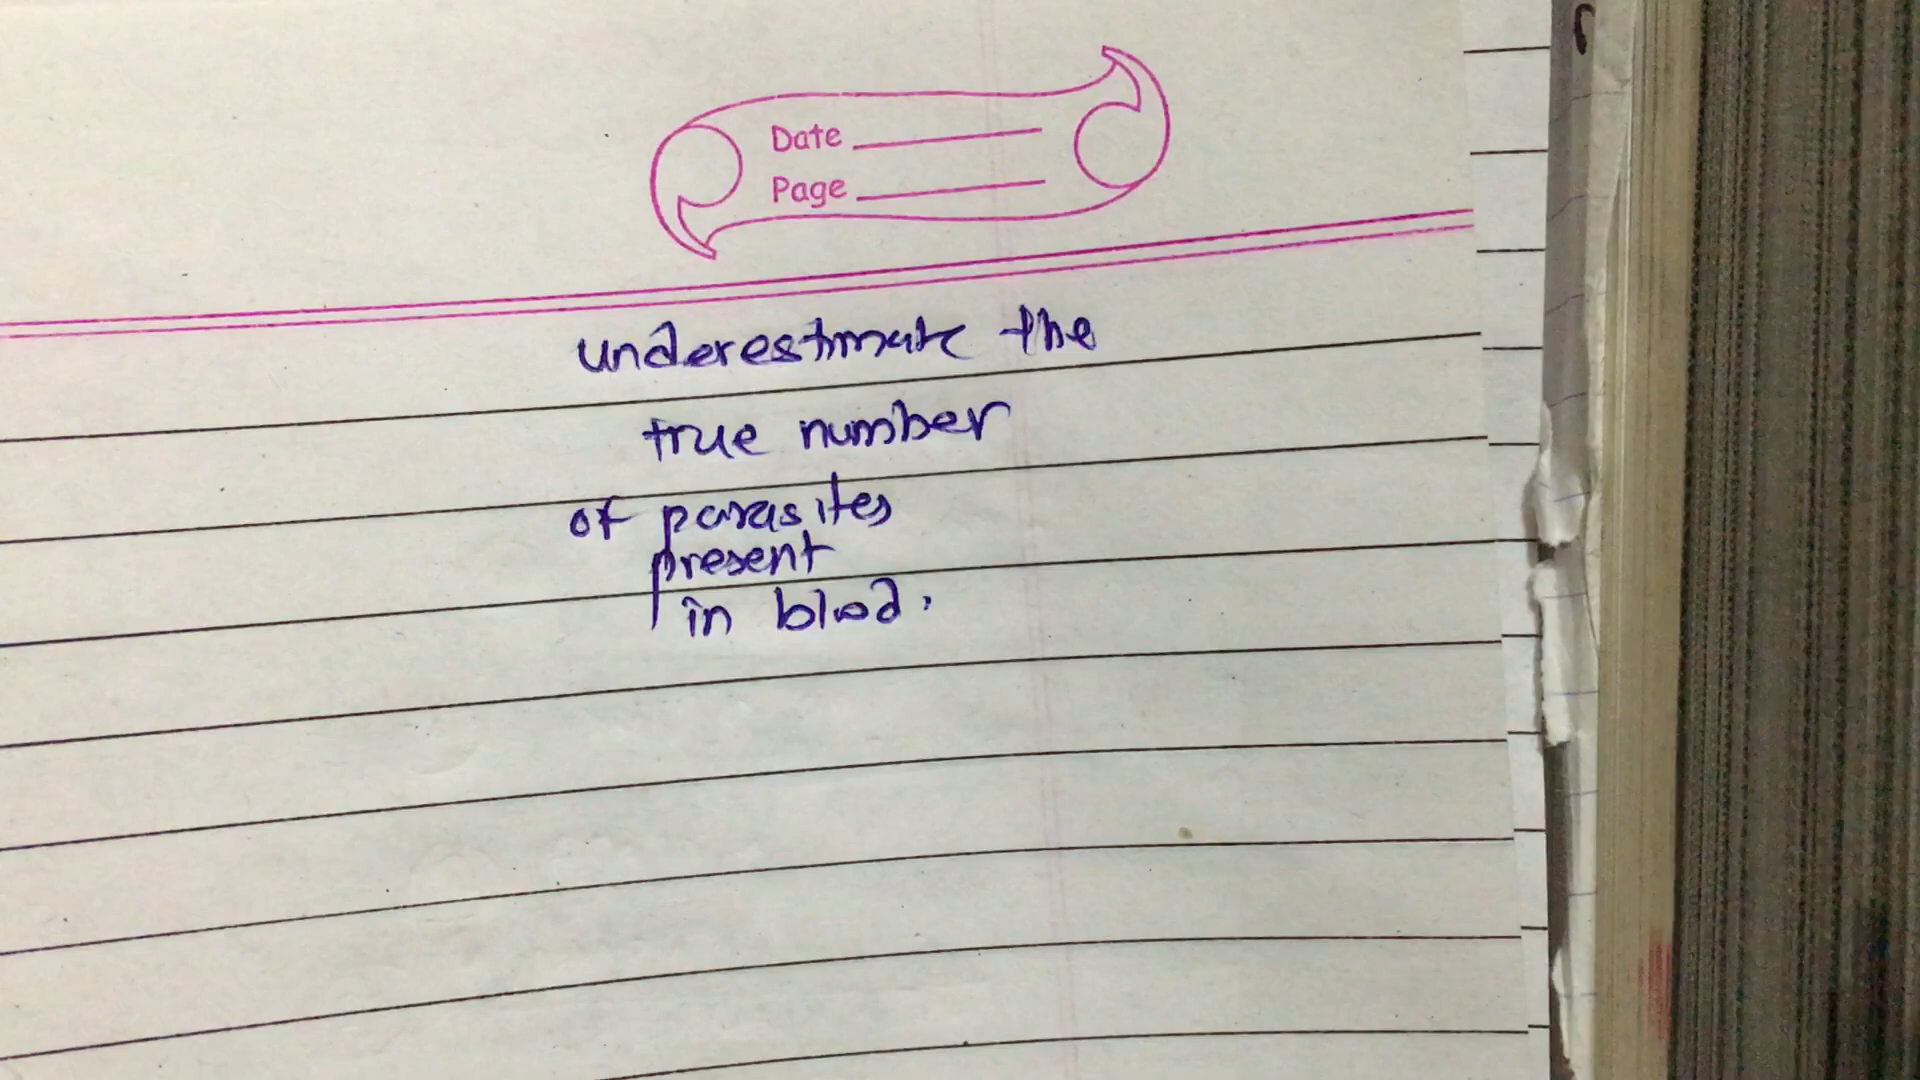 Date
Page
underestimate the
true number
of parasites
present
in blood.